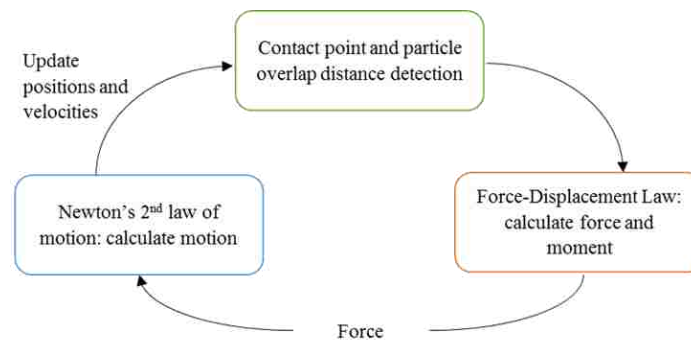 Contact point and particle
overlap distance detection
Update
positions and
velocities
Force-Displacement Law:
calculate force and
moment
Newton’s 2nd law of
motion: calculate motion
Force